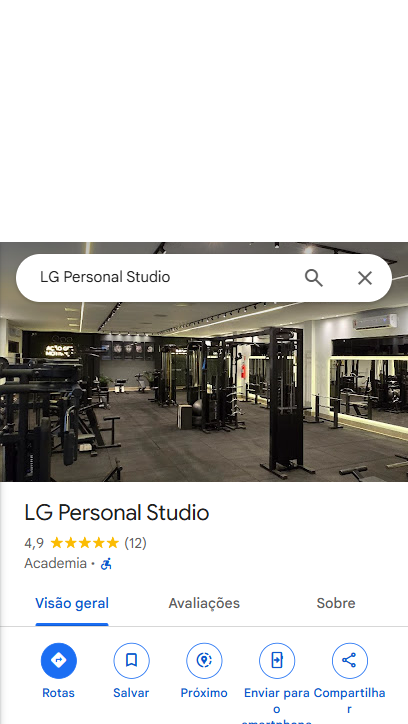 LG Personal Studio
LG Personal Studio
4,9 (12)
Academia •
Visão geral
Avaliações
Sobre
Rotas
Salvar
Próximo
Enviar para o smartphone
Compartilhar